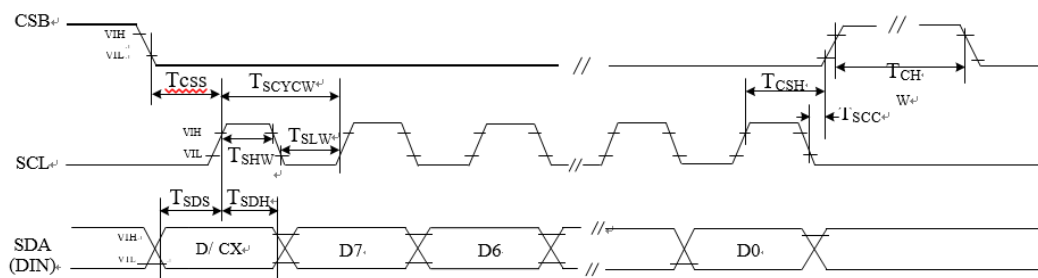 CSB
VIH
VIL
Tcss
TSCYCW
TCSH
TCH
W
TSCC
SCL
VIH
VIL
TSHW
TSLW
TSDS
TSDH
SDA
(DIN)
VIH
VIL
D/ CX
D7
D6
D0